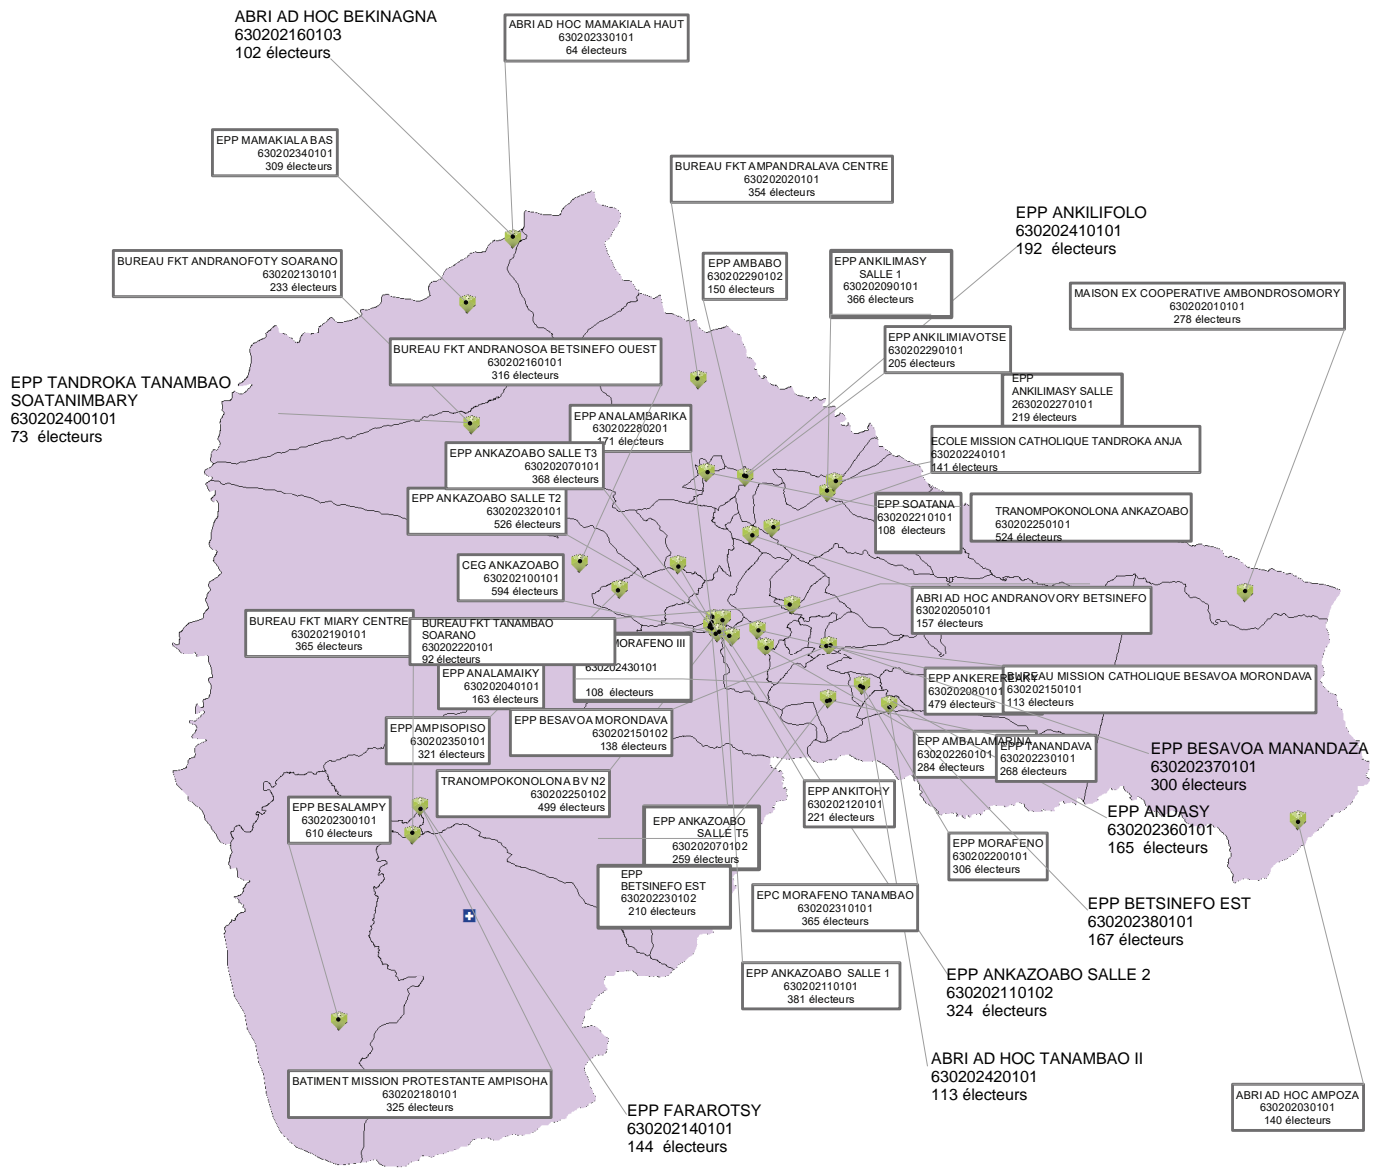 ABRI AD HOC BEKINAGNA
630202160103
102 électeurs
ABRI AD HOC MAMAKIALA HAUT
630202330101
64 électeurs
EPP MAMAKIALA BAS
630202340101
309 électeurs
BUREAU FKT AMPANDRALAVA CENTRE
630202020101
354 électeurs
EPP ANKILIFOLO
630202410101
192 électeurs
BUREAU FKT ANDRANOFOTY SOARANO
630202130101
233 électeurs
EPP AMBABO
630202290102
150 électeurs
EPP ANKILIMASY
SALLE 1
630202090101
366 électeurs
MAISON EX COOPERATIVE AMBONDROSOMORY
630202010101
278 électeurs
EPP ANKILIMIAVOTSE
630202290101
205 électeurs
BUREAU FKT ANDRANOSOA BETSINEFO OUEST
630202160101
316 électeurs
EPP TANDROKA TANAMBAO
SOATANIMBARY
630202400101
73 électeurs
EPP
ANKILIMASY SALLE
2630202270101
219 électeurs
EPP ANALAMBARIKA
630202280201
171 électeurs
ECOLE MISSION CATHOLIQUE TANDROKA ANJA
630202240101
141 électeurs
EPP ANKAZOABO SALLE T3
630202070101
368 électeurs
EPP ANKAZOABO SALLE T2
630202320101
526 électeurs
EPP SOATANA
630202210101
108 électeurs
TRANOMPOKONOLONA ANKAZOABO
630202250101
524 électeurs
CEG ANKAZOABO
630202100101
594 électeurs
ABRI AD HOC ANDRANOVORY BETSINEFO
630202050101
157 électeurs
BUREAU FKT MIARY CENTRE
630202190101
365 électeurs
BUREAU FKT TANAMBAO
SOARANO
630202220101
92 électeurs
MORAFENO III
630202430101
108 électeurs
EPP ANALAMAIKY
630202040101
163 électeurs
EPP
630202080101
479 électeurs
BUREAU MISSION CATHOLIQUE BESAVOA MORONDAVA
630202150101
113 électeurs
EPP BESAVOA MORONDAVA
630202150102
138 électeurs
EPP AMPISOPISO
630202350101
321 électeurs
EPP AMBALAMARINA
630202260101
284 électeurs
EPP TANANDAVA
630202230101
268 électeurs
EPP BESAVOA MANANDAZA
630202370101
300 électeurs
TRANOMPOKONOLONA BV N2
630202250102
499 électeurs
EPP ANKITOHY
630202120101
221 électeurs
EPP BESALAMPY
630202300101
610 électeurs
EPP ANDASY
630202360101
165 électeurs
EPP ANKAZOABO
SALLE T5
630202070102
259 électeurs
EPP MORAFENO
630202200101
306 électeurs
EPP
BETSINEFO EST
630202230102
210 électeurs
EPC MORAFENO TANAMBAO
630202310101
365 électeurs
EPP BETSINEFO EST
630202380101
167 électeurs
EPP ANKAZOABO SALLE 1
630202110101
381 électeurs
EPP ANKAZOABO SALLE 2
630202110102
324 électeurs
ABRI AD HOC TANAMBAO II
630202420101
113 électeurs
BATIMENT MISSION PROTESTANTE AMPISOHA
630202180101
325 électeurs
EPP FARAROTSY
630202140101
144 électeurs
ABRI AD HOC AMPOZA
630202030101
140 électeurs